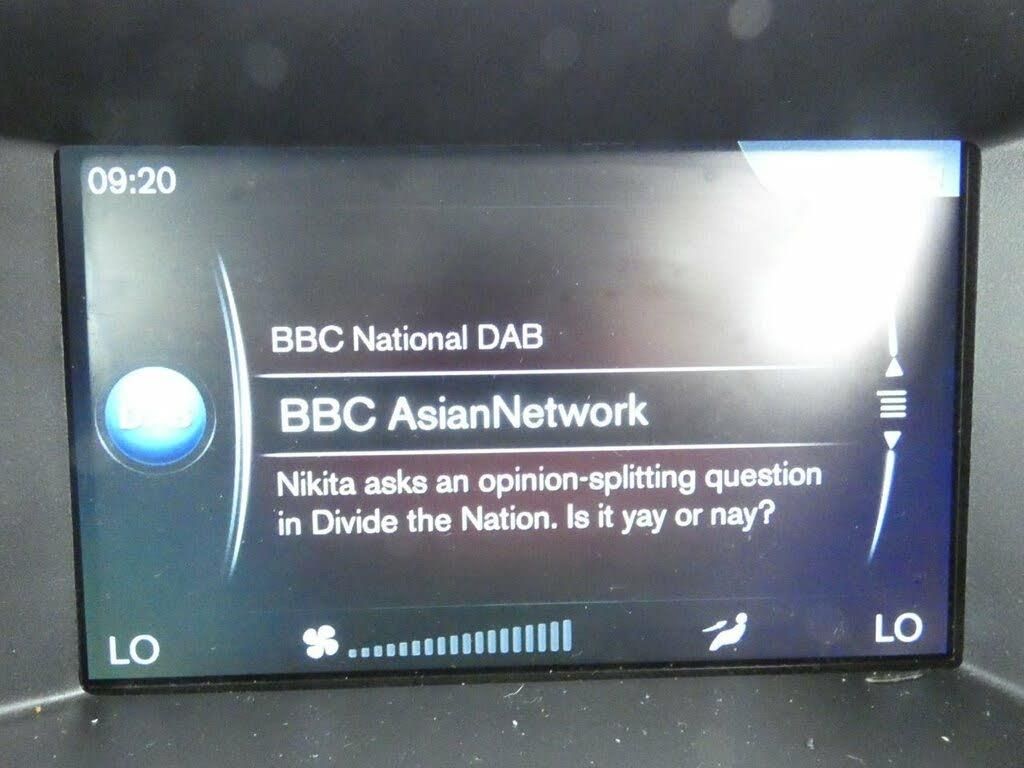 09:20
BBC National DAB
BBC AsianNetwork
Nikita asks an opinion-splitting question
in Divide the Nation. Is it yay or nay?
LO
LO